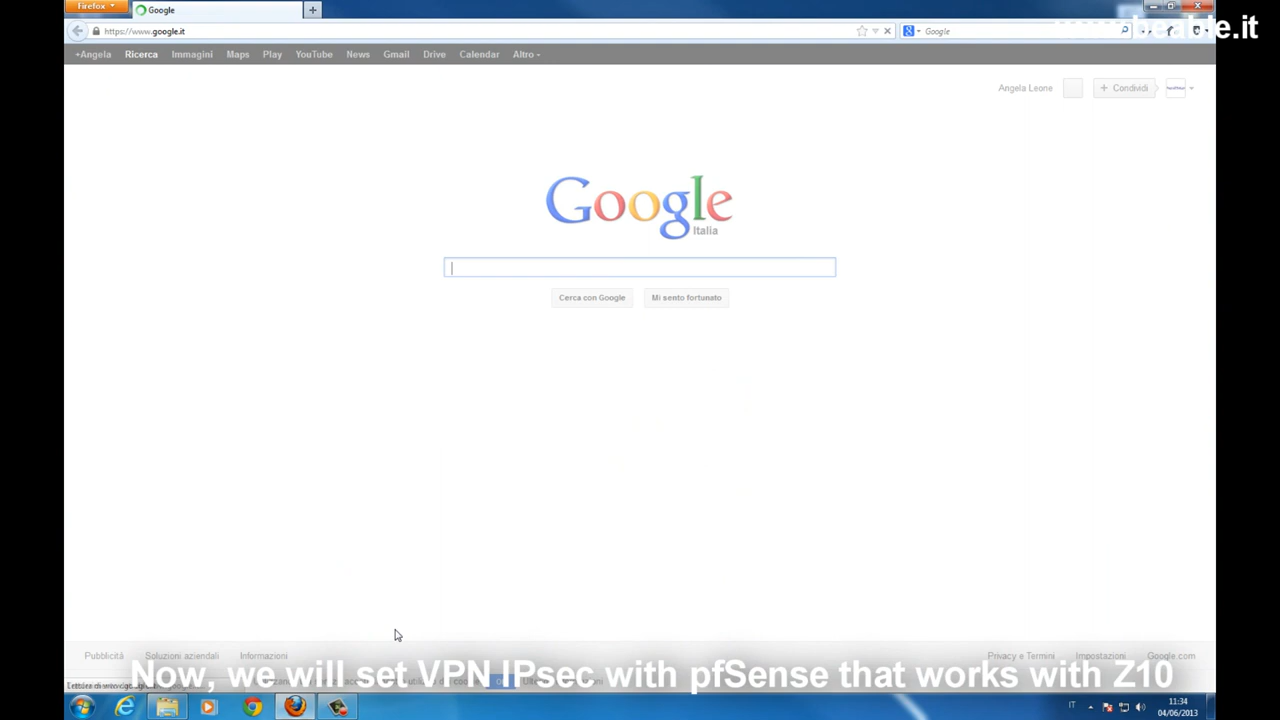 Firefox
Google
https://www.google.it
Google
+Angela Ricerca Immagini Maps Play YouTube News Gmail Drive Calendar Altro
Angela Leone
+ Condividi
Google
Italia
Cerca con Google
Mi sento fortunato
Pubblicità Soluzioni aziendali Informazioni
Privacy e Termini Impostazioni Google.com
Now, we will set VPN IPsec with pfSense that works with Z10
IT
11:34
04/06/2013